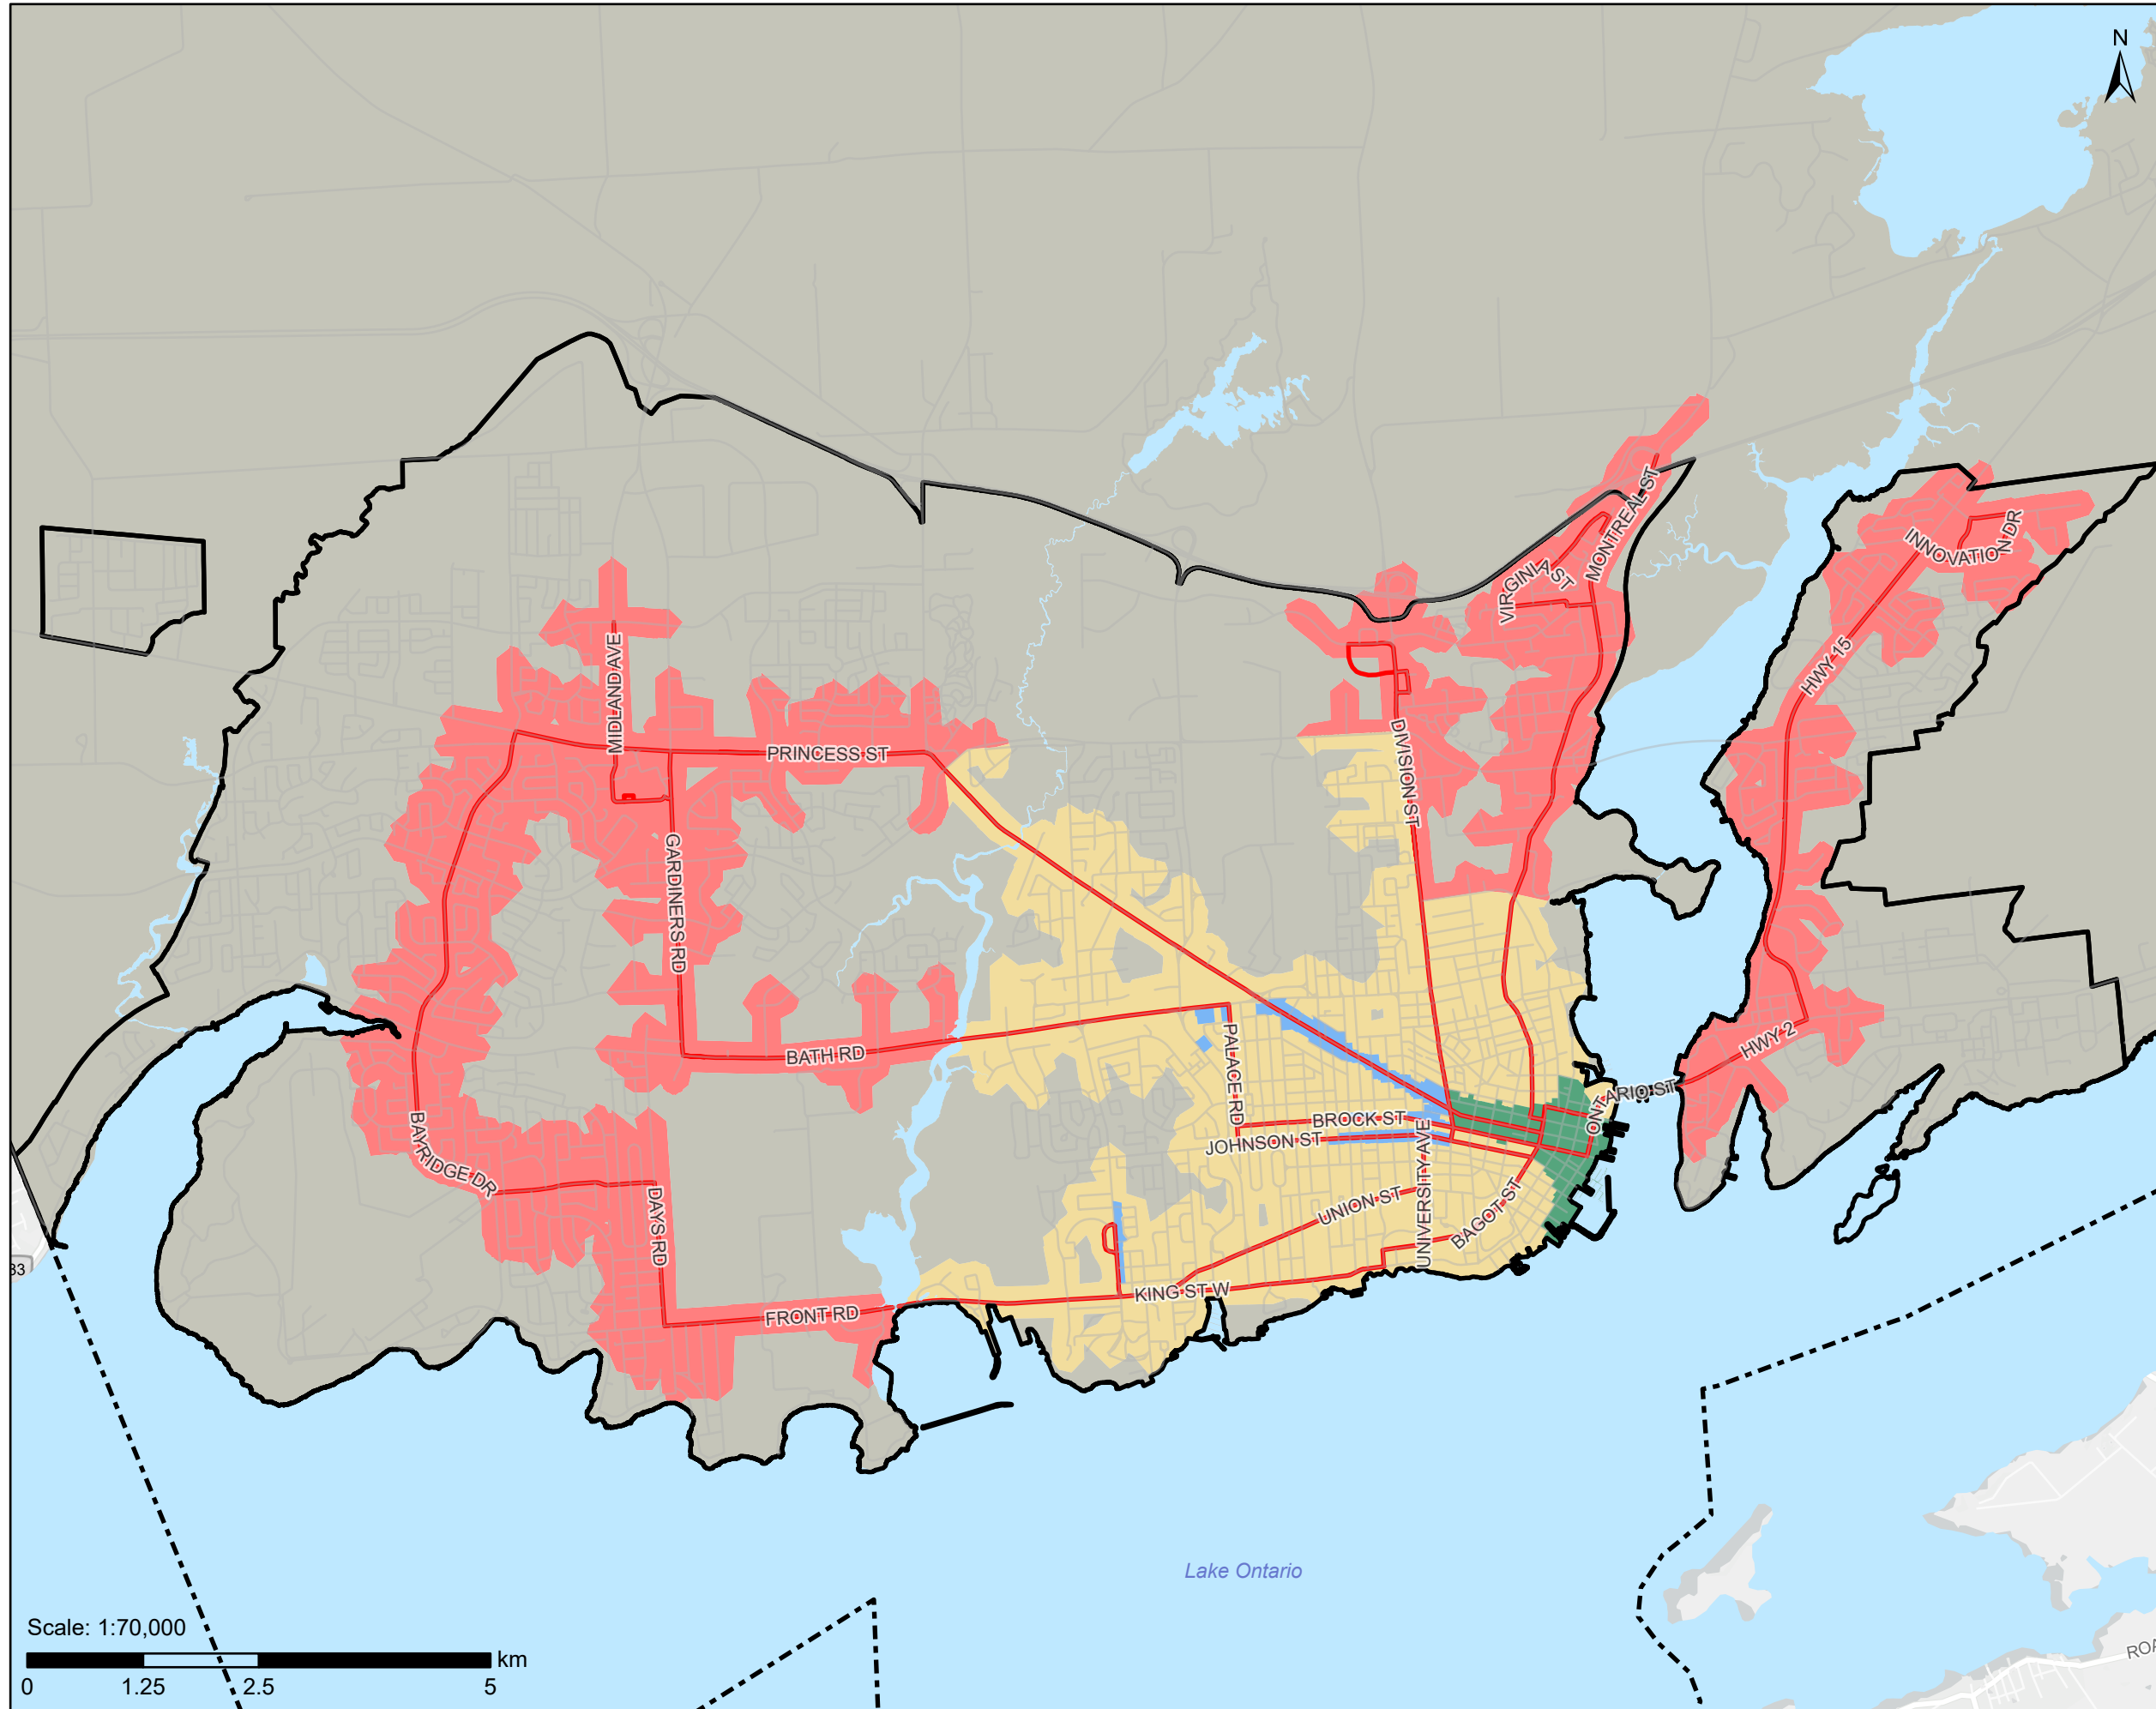 N
MONTREAL ST
VIRGINIA ST
INNOVATION DR
MIDLAND AVE
HWY 15
PRINCESS ST
DIVISION ST
GARDINERS RD
BATH RD
PALACE RD
HWY 2
ONTARIO ST
BROCK ST
JOHNSON ST
UNIVERSITY AVE
BAYRIDGE DR
DAYS RD
UNION ST
BAGOT ST
33
KING ST W
FRONT RD
Lake Ontario
Scale: 1:70,000
km
0 1.25 2.5 5